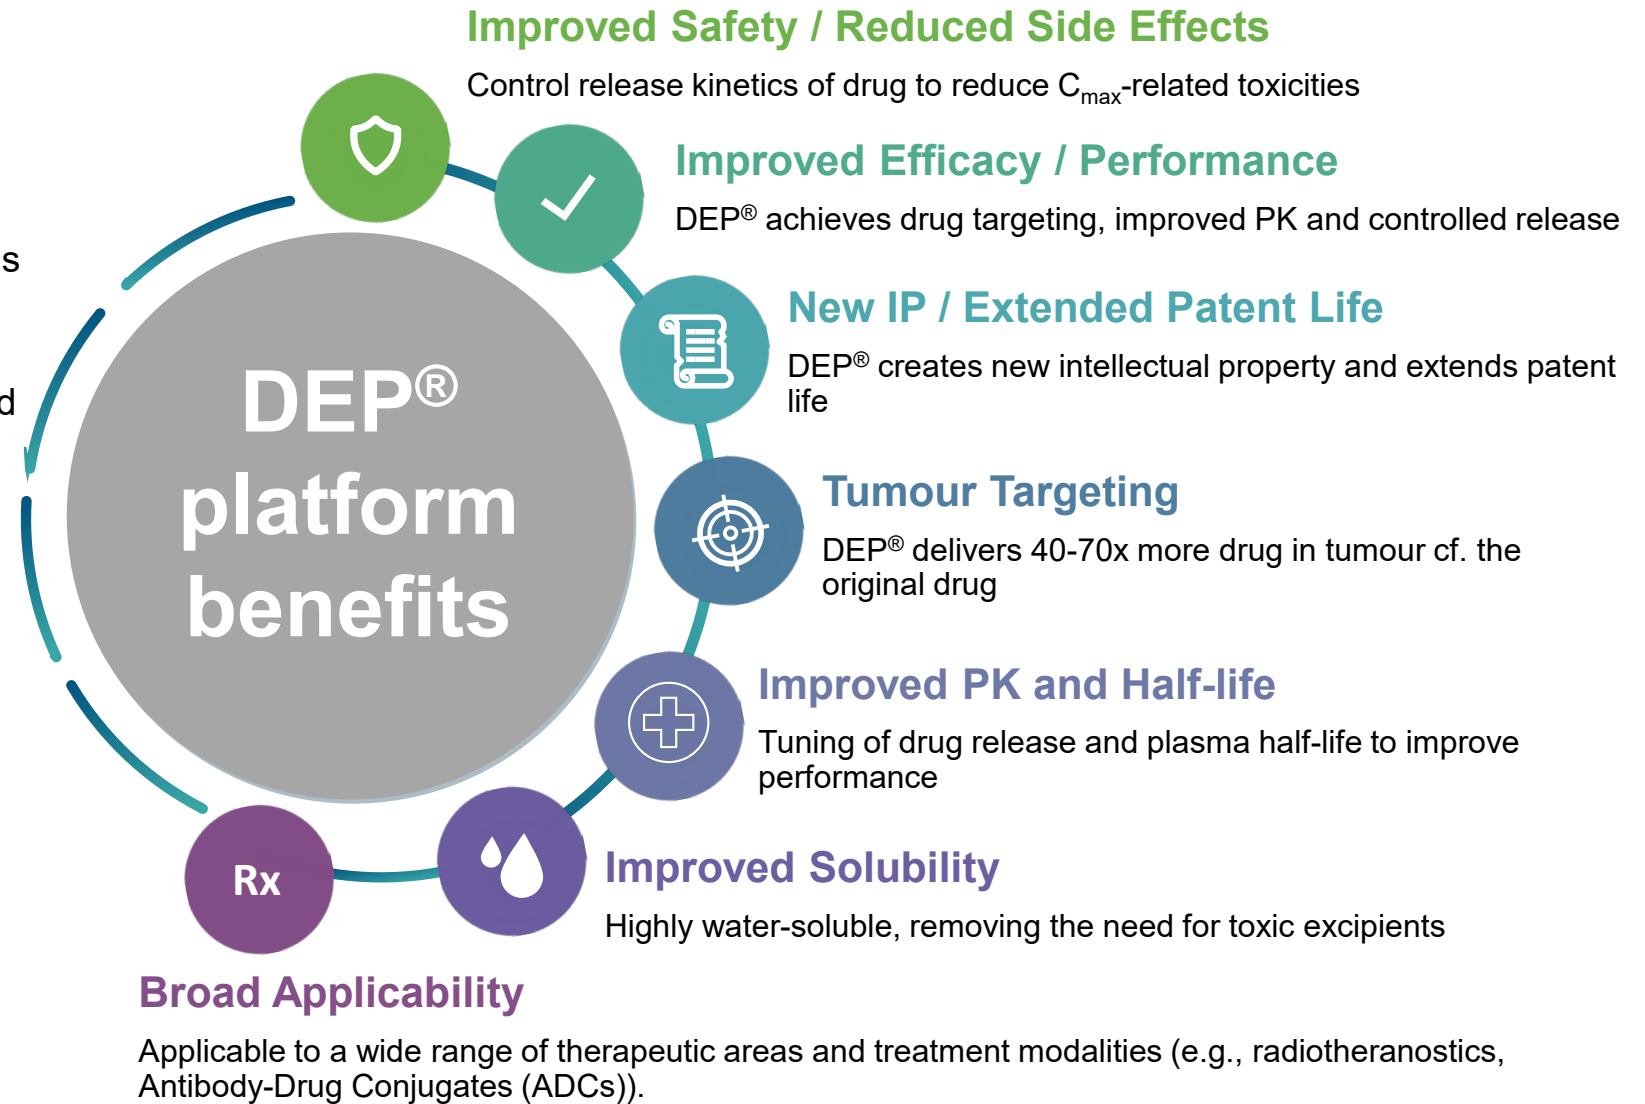 Improved Safety / Reduced Side Effects
Control release kinetics of drug to reduce Cmax-related toxicities
Improved Efficacy / Performance
DEP® achieves drug targeting, improved PK and controlled release
s
New IP / Extended Patent Life
DEP® creates new intellectual property and extends patent
life
d
DEP®
platform
benefits
Tumour Targeting
DEP® delivers 40-70x more drug in tumour cf. the
original drug
Improved PK and Half-life
Tuning of drug release and plasma half-life to improve
performance
Improved Solubility
Highly water-soluble, removing the need for toxic excipients
Rx
Broad Applicability
Applicable to a wide range of therapeutic areas and treatment modalities (e.g., radiotheranostics,
Antibody-Drug Conjugates (ADCs)).